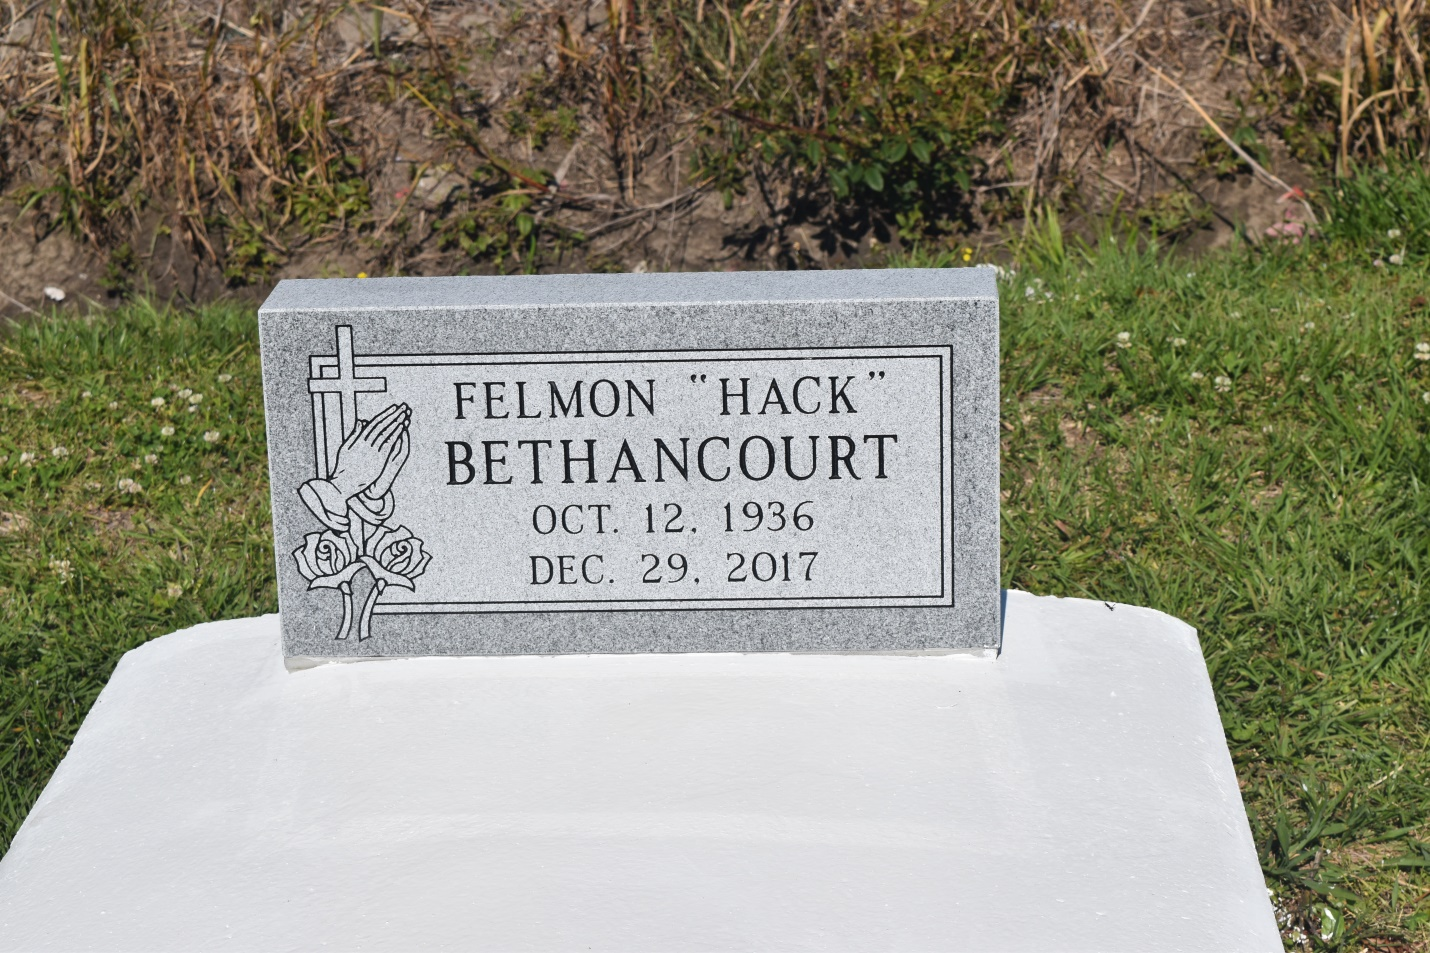 FELMON “HACK”
BETHANCOURT
OCT. 12, 1936
DEC. 29, 2017